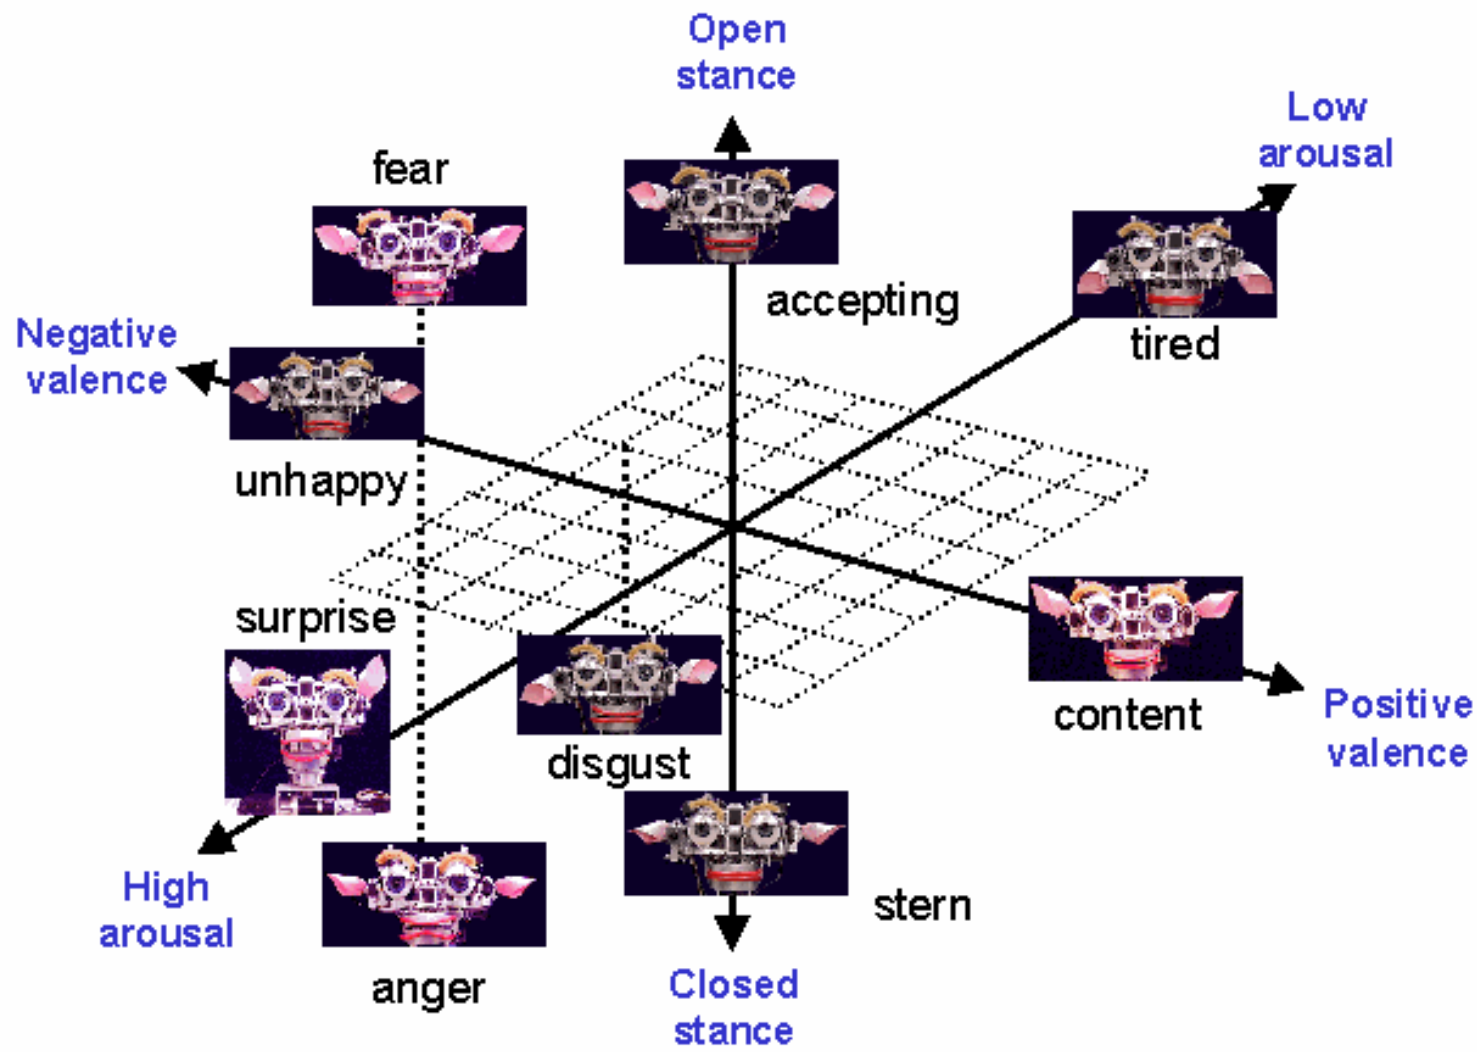 Open
stance
Low
arousal
fear
accepting
tired
Negative
valence
unhappy
surprise
content
Positive
valence
disgust
High
arousal
stern
anger
Closed
stance